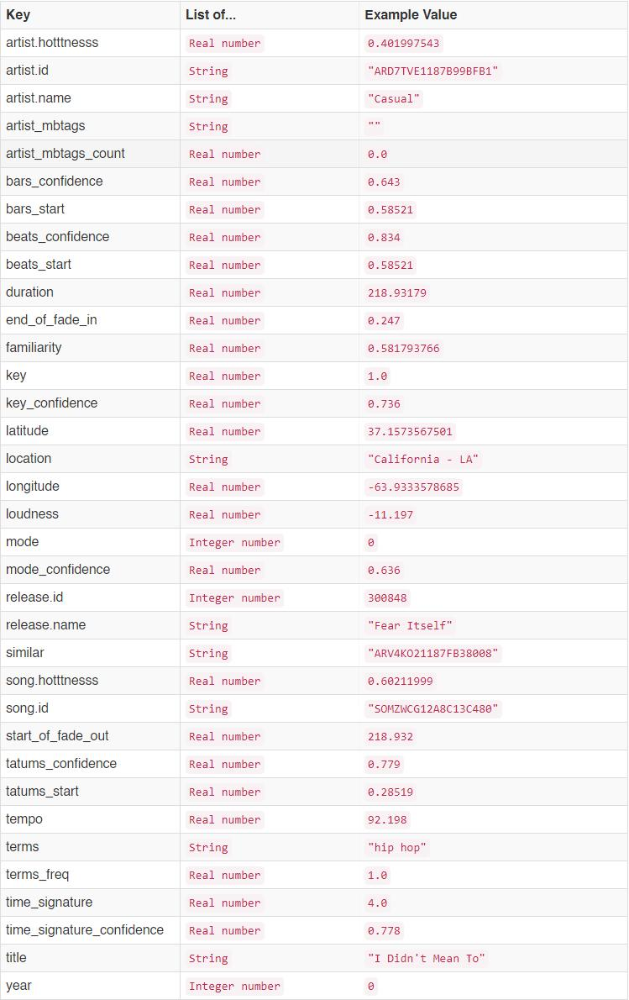 Key List of... Example Value
artist.hotttnesss Real number 0.401997543
artist.id String "ARD7TVE1187B99BFB1"
artist.name String "Casual"
artist_mbtags String ""
artist_mbtags_count Real number 0.0
bars_confidence Real number 0.643
bars_start Real number 0.58521
beats_confidence Real number 0.834
beats_start Real number 0.58521
duration Real number 218.93179
end_of_fade_in Real number 0.247
familiarity Real number 0.581793766
key Real number 1.0
key_confidence Real number 0.736
latitude Real number 37.1573567501
location String "California - LA"
longitude Real number -63.9333578685
loudness Real number -11.197
mode Integer number 0
mode_confidence Real number 0.636
release.id Integer number 300848
release.name String "Fear Itself"
similar String "ARV4KO21187FB38008"
song.hotttnesss Real number 0.60211999
song.id String "SOMZWCG12A8C13C480"
start_of_fade_out Real number 218.932
tatums_confidence Real number 0.779
tatums_start Real number 0.28519
tempo Real number 92.198
terms String "hip hop"
terms_freq Real number 1.0
time_signature Real number 4.0
time_signature_confidence Real number 0.778
title String "I Didn't Mean To"
year Integer number 0